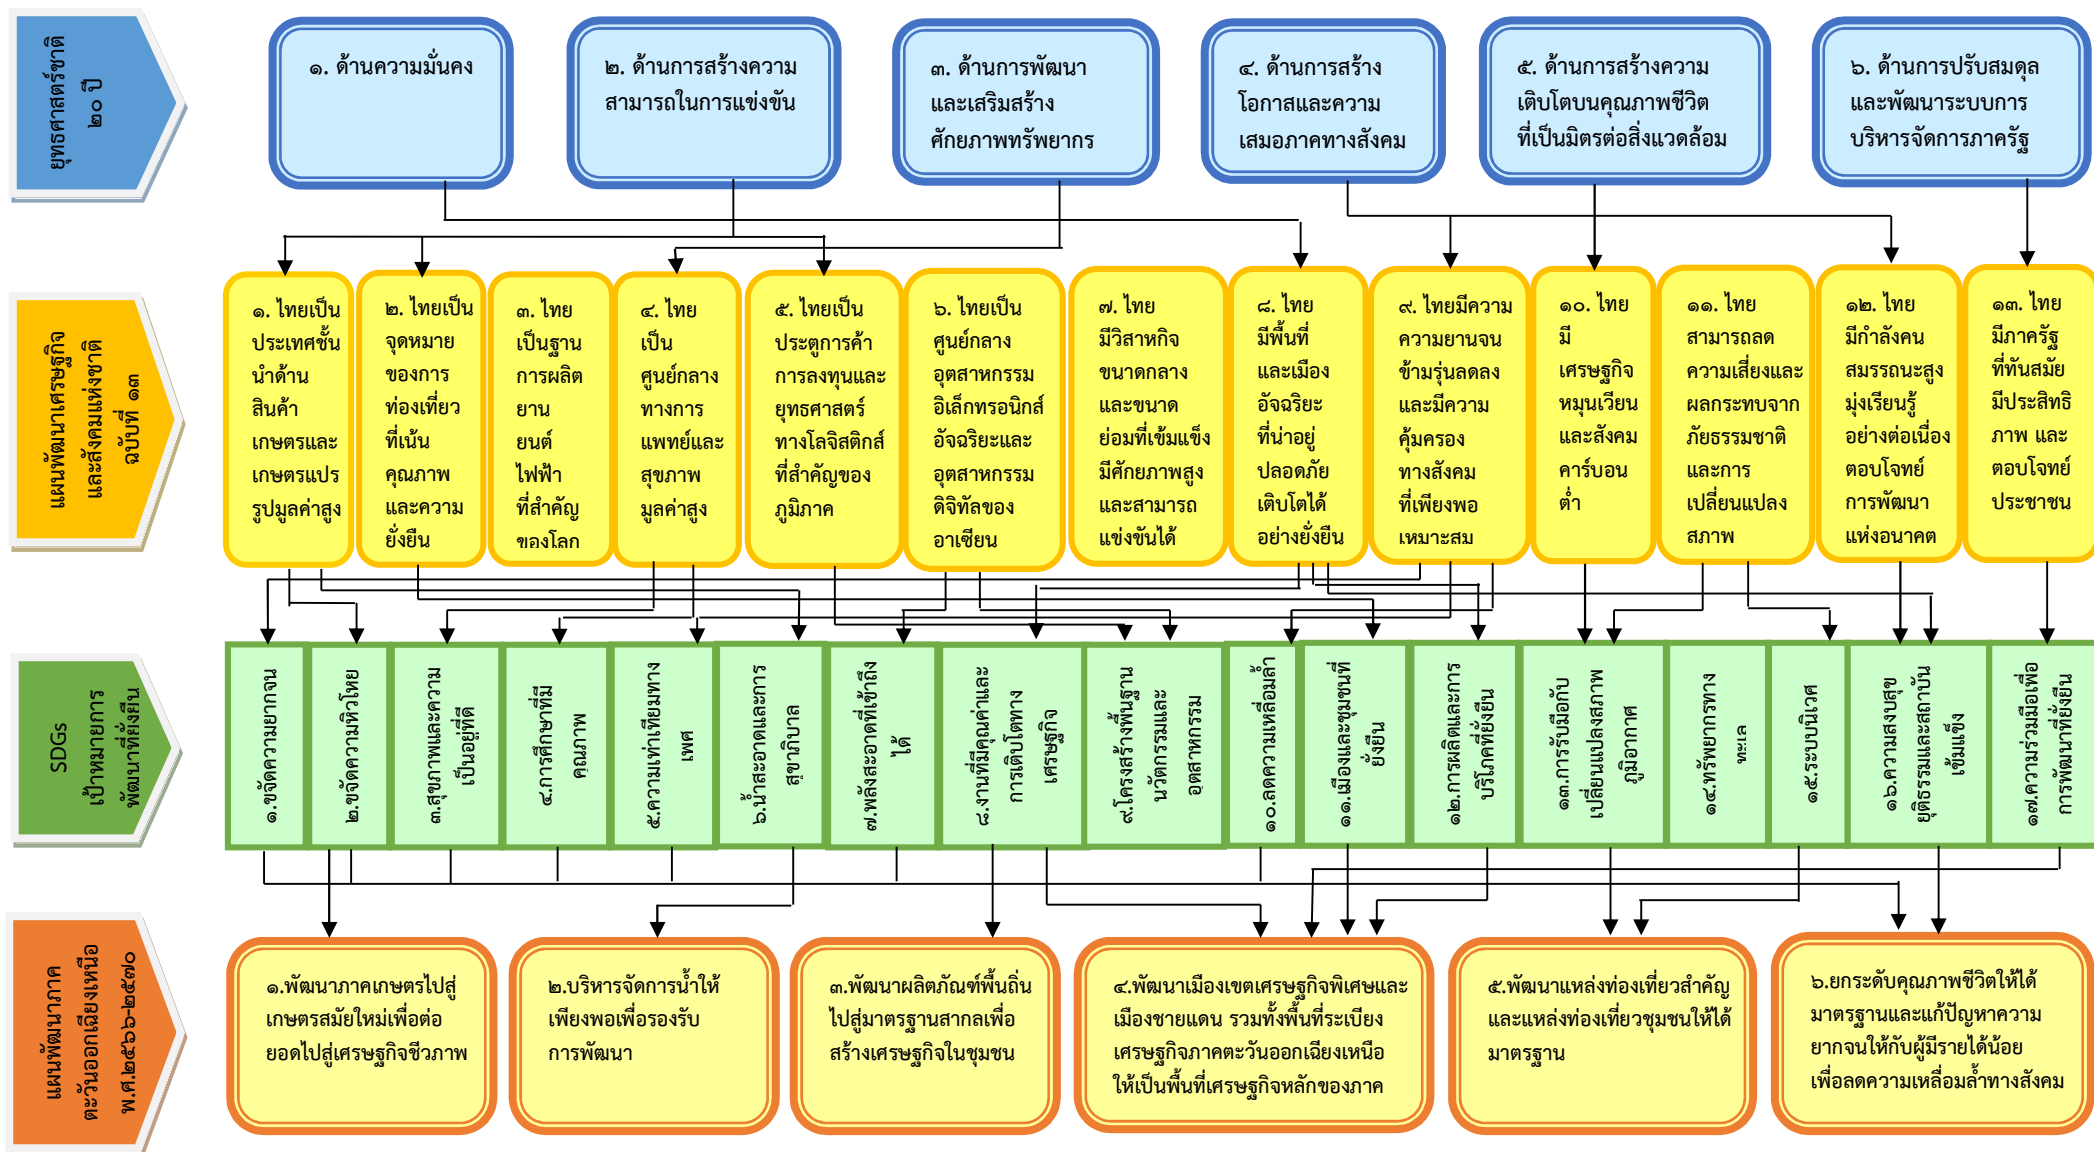 ยุทธศาสตร์ชาติ
๒๐ ปี
๑. ด้านความมั่นคง
๒. ด้านการสร้างความ
สามารถในการแข่งขัน
๓. ด้านการพัฒนา
และเสริมสร้าง
ศักยภาพทรัพยากร
๔. ด้านการสร้าง
โอกาสและความ
เสมอภาคทางสังคม
๕. ด้านการสร้างความ
เติบโตบนคุณภาพชีวิต
ที่เป็นมิตรต่อสิ่งแวดล้อม
๖. ด้านการปรับสมดุล
และพัฒนาระบบการ
บริหารจัดการภาครัฐ
แผนพัฒนาเศรษฐกิจ
และสังคมแห่งชาติ
ฉบับที่ ๑๓
๑. ไทยเป็น
ประเทศชั้น
นำด้าน
สินค้า
เกษตรและ
เกษตรแปร
รูปมูลค่าสูง
๒. ไทยเป็น
จุดหมาย
ของการ
ท่องเที่ยว
ที่เน้น
คุณภาพ
และความ
ยั่งยืน
๓. ไทย
เป็นฐาน
การผลิต
ยาน
ยนต์
ไฟฟ้า
ที่สำคัญ
ของโลก
๔. ไทย
เป็น
ศูนย์กลาง
ทางการ
แพทย์และ
สุขภาพ
มูลค่าสูง
๕. ไทยเป็น
ประตูการค้า
การลงทุนและ
ยุทธศาสตร์
ทางโลจิสติกส์
ที่สำคัญของ
ภูมิภาค
๖. ไทยเป็น
ศูนย์กลาง
อุตสาหกรรม
อิเล็กทรอนิกส์
อัจฉริยะและ
อุตสาหกรรม
ดิจิทัลของ
อาเซียน
๗. ไทย
มีวิสาหกิจ
ขนาดกลาง
และขนาด
ย่อมที่เข้มแข็ง
มีศักยภาพสูง
และสามารถ
แข่งขันได้
๘. ไทย
มีพื้นที่
และเมือง
อัจฉริยะ
ที่น่าอยู่
ปลอดภัย
เติบโตได้
อย่างยั่งยืน
๙. ไทยมีความ
ความยานจน
ข้ามรุ่นลดลง
และมีความ
คุ้มครอง
ทางสังคม
ที่เพียงพอ
เหมาะสม
๑๐. ไทย
มี
เศรษฐกิจ
หมุนเวียน
และสังคม
คาร์บอน
ต่ำ
๑๑. ไทย
สามารถลด
ความเสี่ยงและ
ผลกระทบจาก
ภัยธรรมชาติ
และการ
เปลี่ยนแปลง
สภาพ
๑๒. ไทย
มีกำลังคน
สมรรถนะสูง
มุ่งเรียนรู้
อย่างต่อเนื่อง
ตอบโจทย์
การพัฒนา
แห่งอนาคต
๑๓. ไทย
มีภาครัฐ
ที่ทันสมัย
มีประสิทธิ
ภาพ และ
ตอบโจทย์
ประชาชน
SDGs
เป้าหมายการ
พัฒนาที่ยั่งยืน
๑.ขจัดความยากจน
๒.ขจัดความหิวโหย
๓.สุขภาพและความ
เป็นอยู่ที่ดี
๔.การศึกษาที่มี
คุณภาพ
๕.ความเท่าเทียมทาง
เพศ
๖.น้ำสะอาดและการ
สุขาภิบาล
๗.พลังสะอาดที่เข้าถึง
ได้
๘.งานที่มีคุณค่าและ
การเติบโตทาง
เศรษฐกิจ
๙.โครงสร้างพื้นฐาน
นวัตกรรมและ
อุตสาหกรรม
๑๐.ลดความเหลื่อมล้ำ
๑๑.เมืองและชุมชนที่
ยั่งยืน
๑๒.การผลิตและการ
บริโภคที่ยั่งยืน
๑๓.การรับมือกับ
เปลี่ยนแปลงสภาพ
ภูมิอากาศ
๑๔.ทรัพยากรทาง
ทะเล
๑๕.ระบบนิเวศ
๑๖.ความสงบสุข
ยุติธรรมและสถาบัน
เข้มแข็ง
๑๗.ความร่วมมือเพื่อ
การพัฒนาที่ยั่งยืน
แผนพัฒนาภาค
ตะวันออกเฉียงเหนือ
พ.ศ.๒๕๖๖-๒๕๗๐
๑.พัฒนาภาคเกษตรไปสู่
เกษตรสมัยใหม่เพื่อต่อ
ยอดไปสู่เศรษฐกิจชีวภาพ
๒.บริหารจัดการน้ำให้
เพียงพอเพื่อรองรับ
การพัฒนา
๓.พัฒนาผลิตภัณฑ์พื้นถิ่น
ไปสู่มาตรฐานสากลเพื่อ
สร้างเศรษฐกิจในชุมชน
๔.พัฒนาเมืองเขตเศรษฐกิจพิเศษและ
เมืองชายแดน รวมทั้งพื้นที่ระเบียง
เศรษฐกิจภาคตะวันออกเฉียงเหนือ
ให้เป็นพื้นที่เศรษฐกิจหลักของภาค
๕.พัฒนาแหล่งท่องเที่ยวสำคัญ
และแหล่งท่องเที่ยวชุมชนให้ได้
มาตรฐาน
๖.ยกระดับคุณภาพชีวิตให้ได้
มาตรฐานและแก้ปัญหาความ
ยากจนให้กับผู้มีรายได้น้อย
เพื่อลดความเหลื่อมล้ำทางสังคม